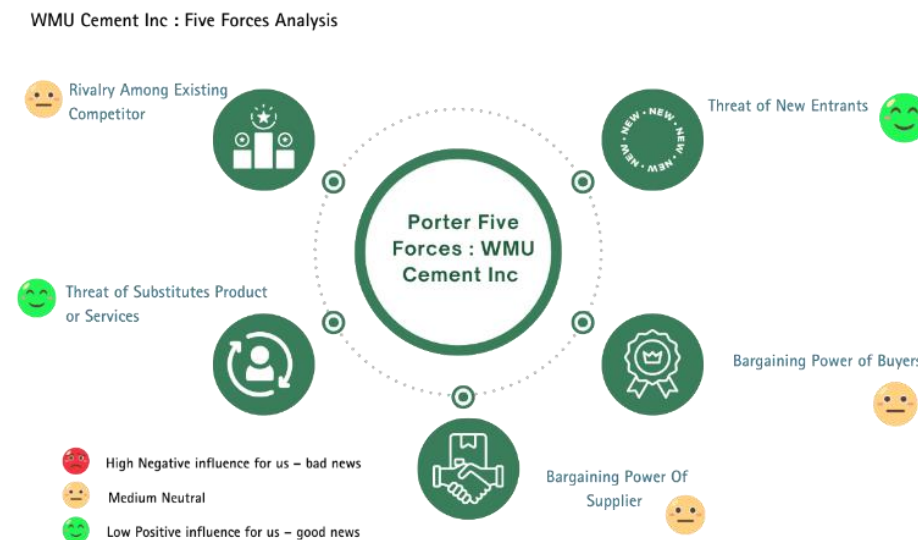 WMU Cement Inc : Five Forces Analysis
Rivalry Among Existing
Competitor
Threat of New Entrants
NEW · NEW · NEW · NEW · NEW ·
Porter Five
Forces : WMU
Cement Inc
Threat of Substitutes Product
or Services
Bargaining Power of Buyers
Bargaining Power Of
Supplier
High Negative influence for us – bad news
Medium Neutral
Low Positive influence for us – good news